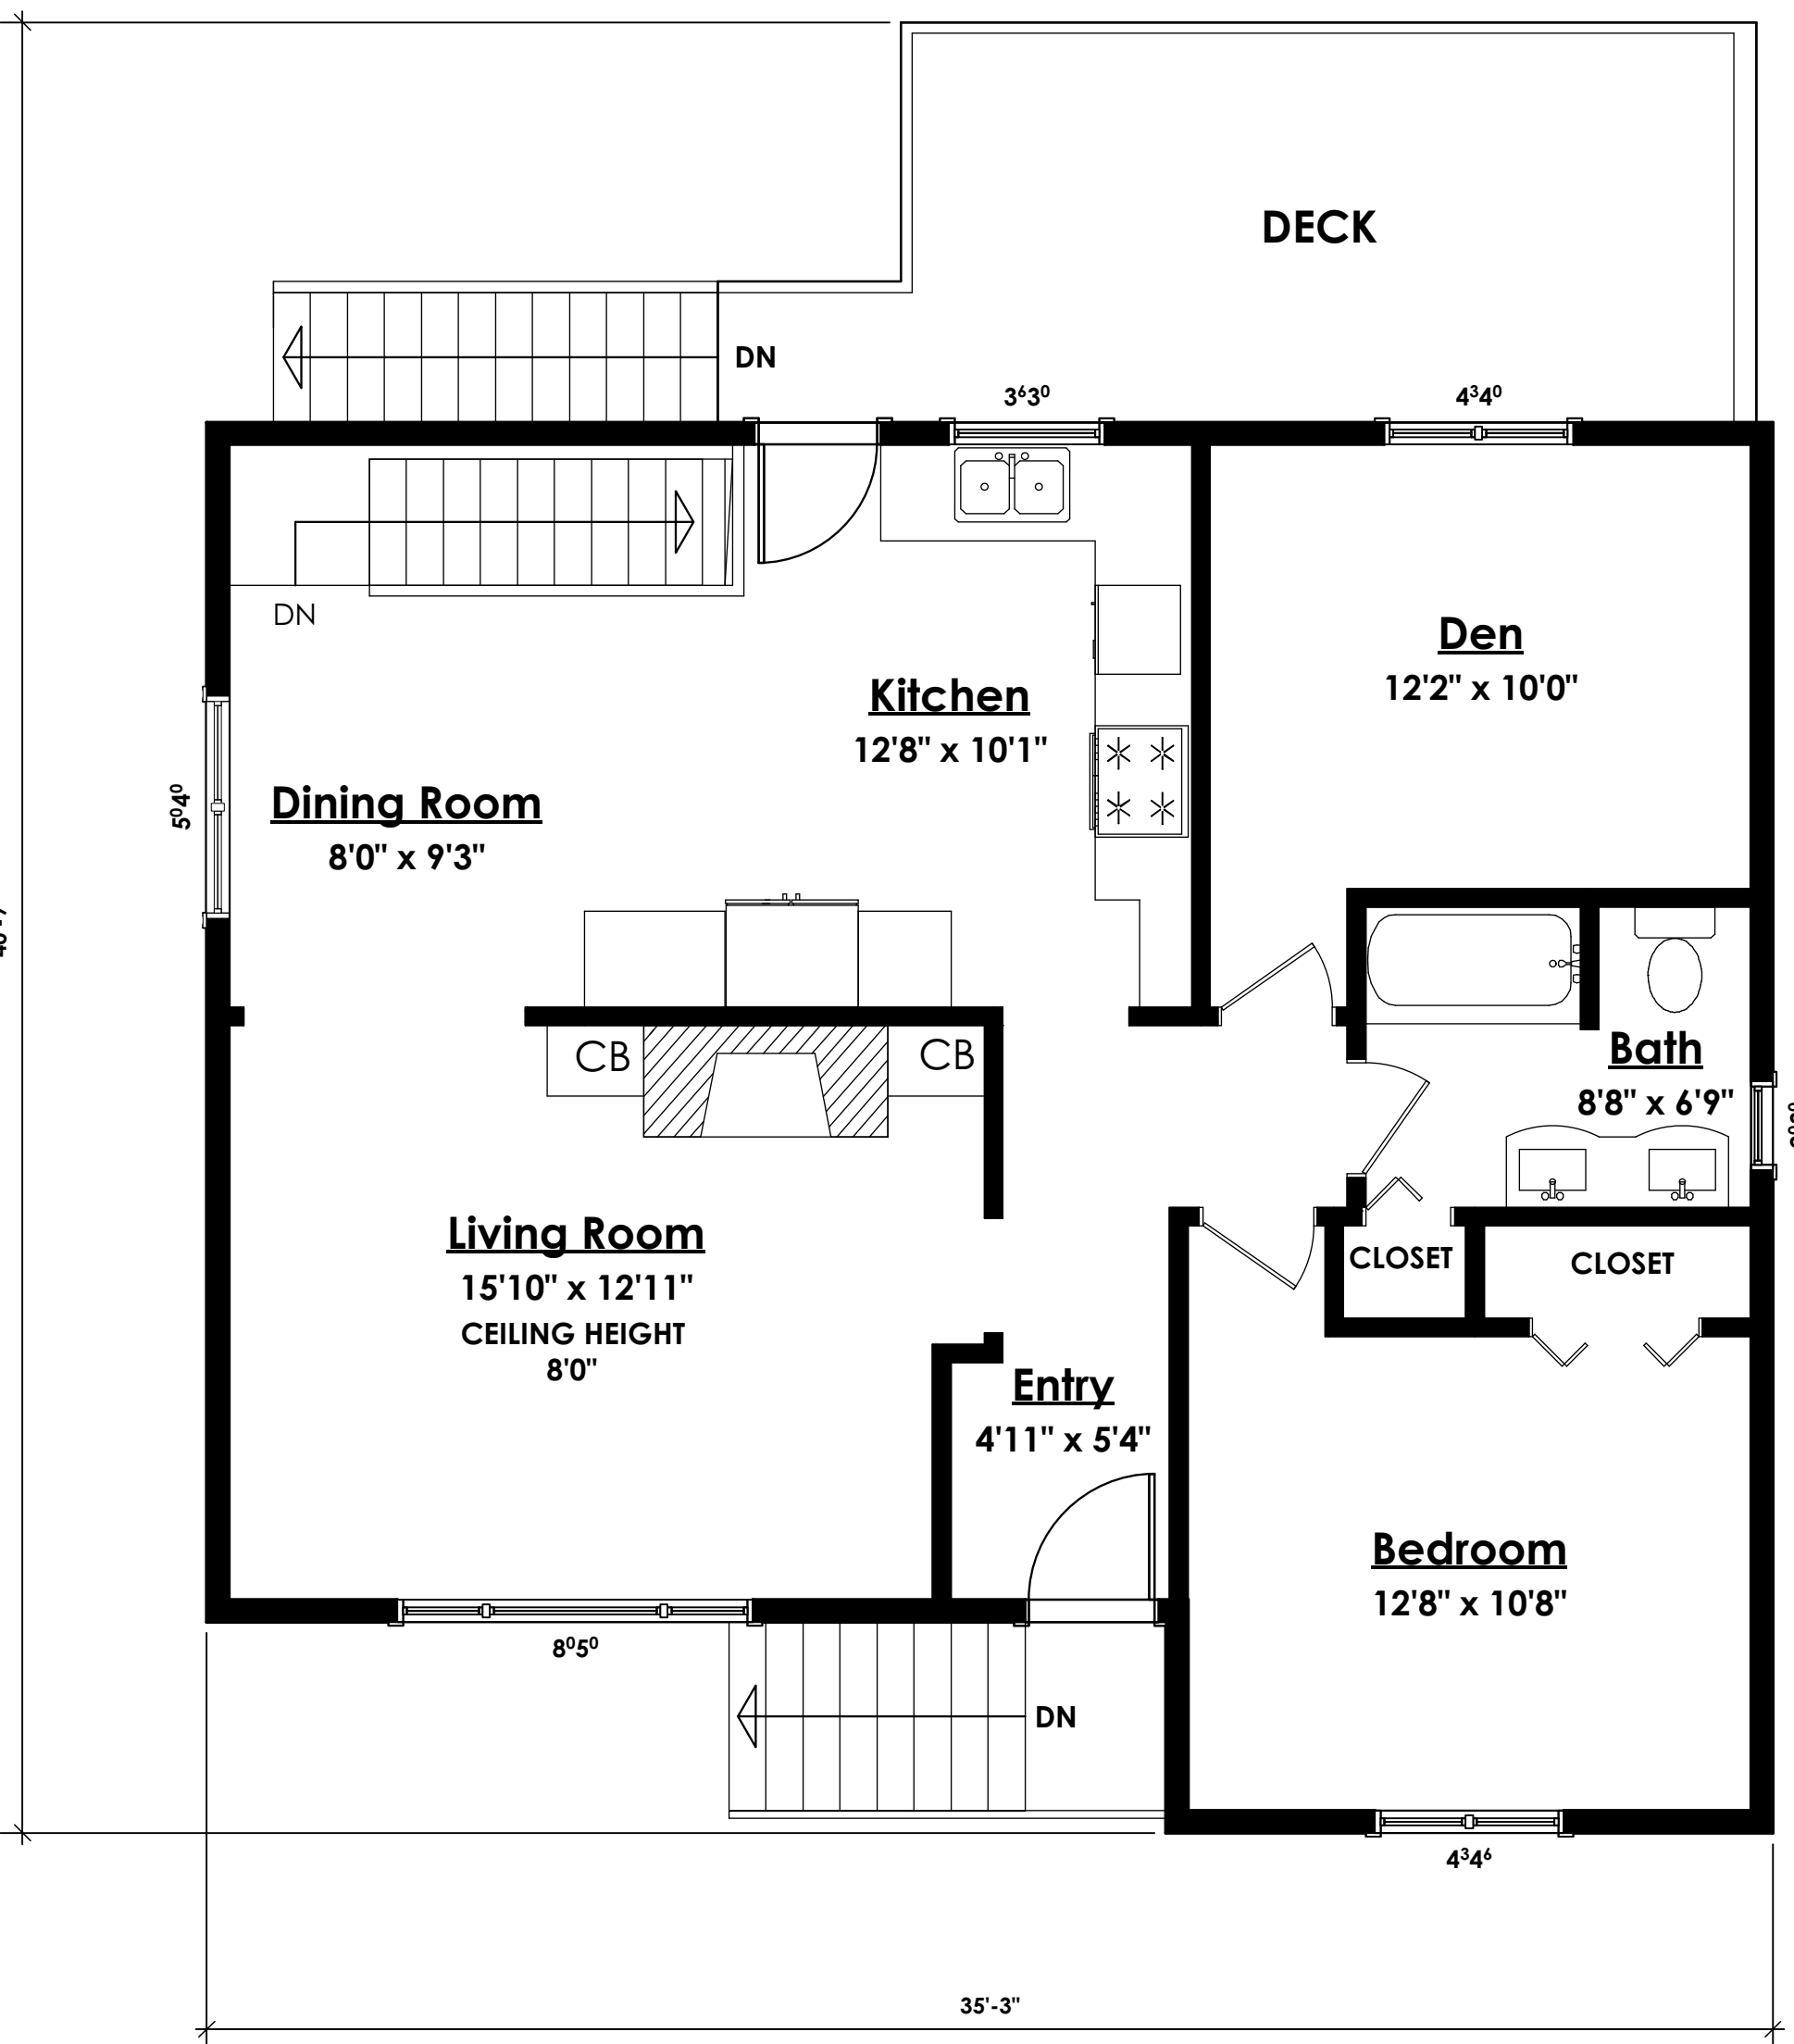 DECK
DN
3⁶3⁰
4³4⁰
DN
Den
12'2" x 10'0"
Kitchen
12'8" x 10'1"
Dining Room
8'0" x 9'3"
5⁰4⁰
CB
CB
Bath
8'8" x 6'9"
Living Room
15'10" x 12'11"
CEILING HEIGHT
8'0"
CLOSET
CLOSET
Entry
4'11" x 5'4"
Bedroom
12'8" x 10'8"
8⁰5⁰
DN
4³4⁶
35'-3"